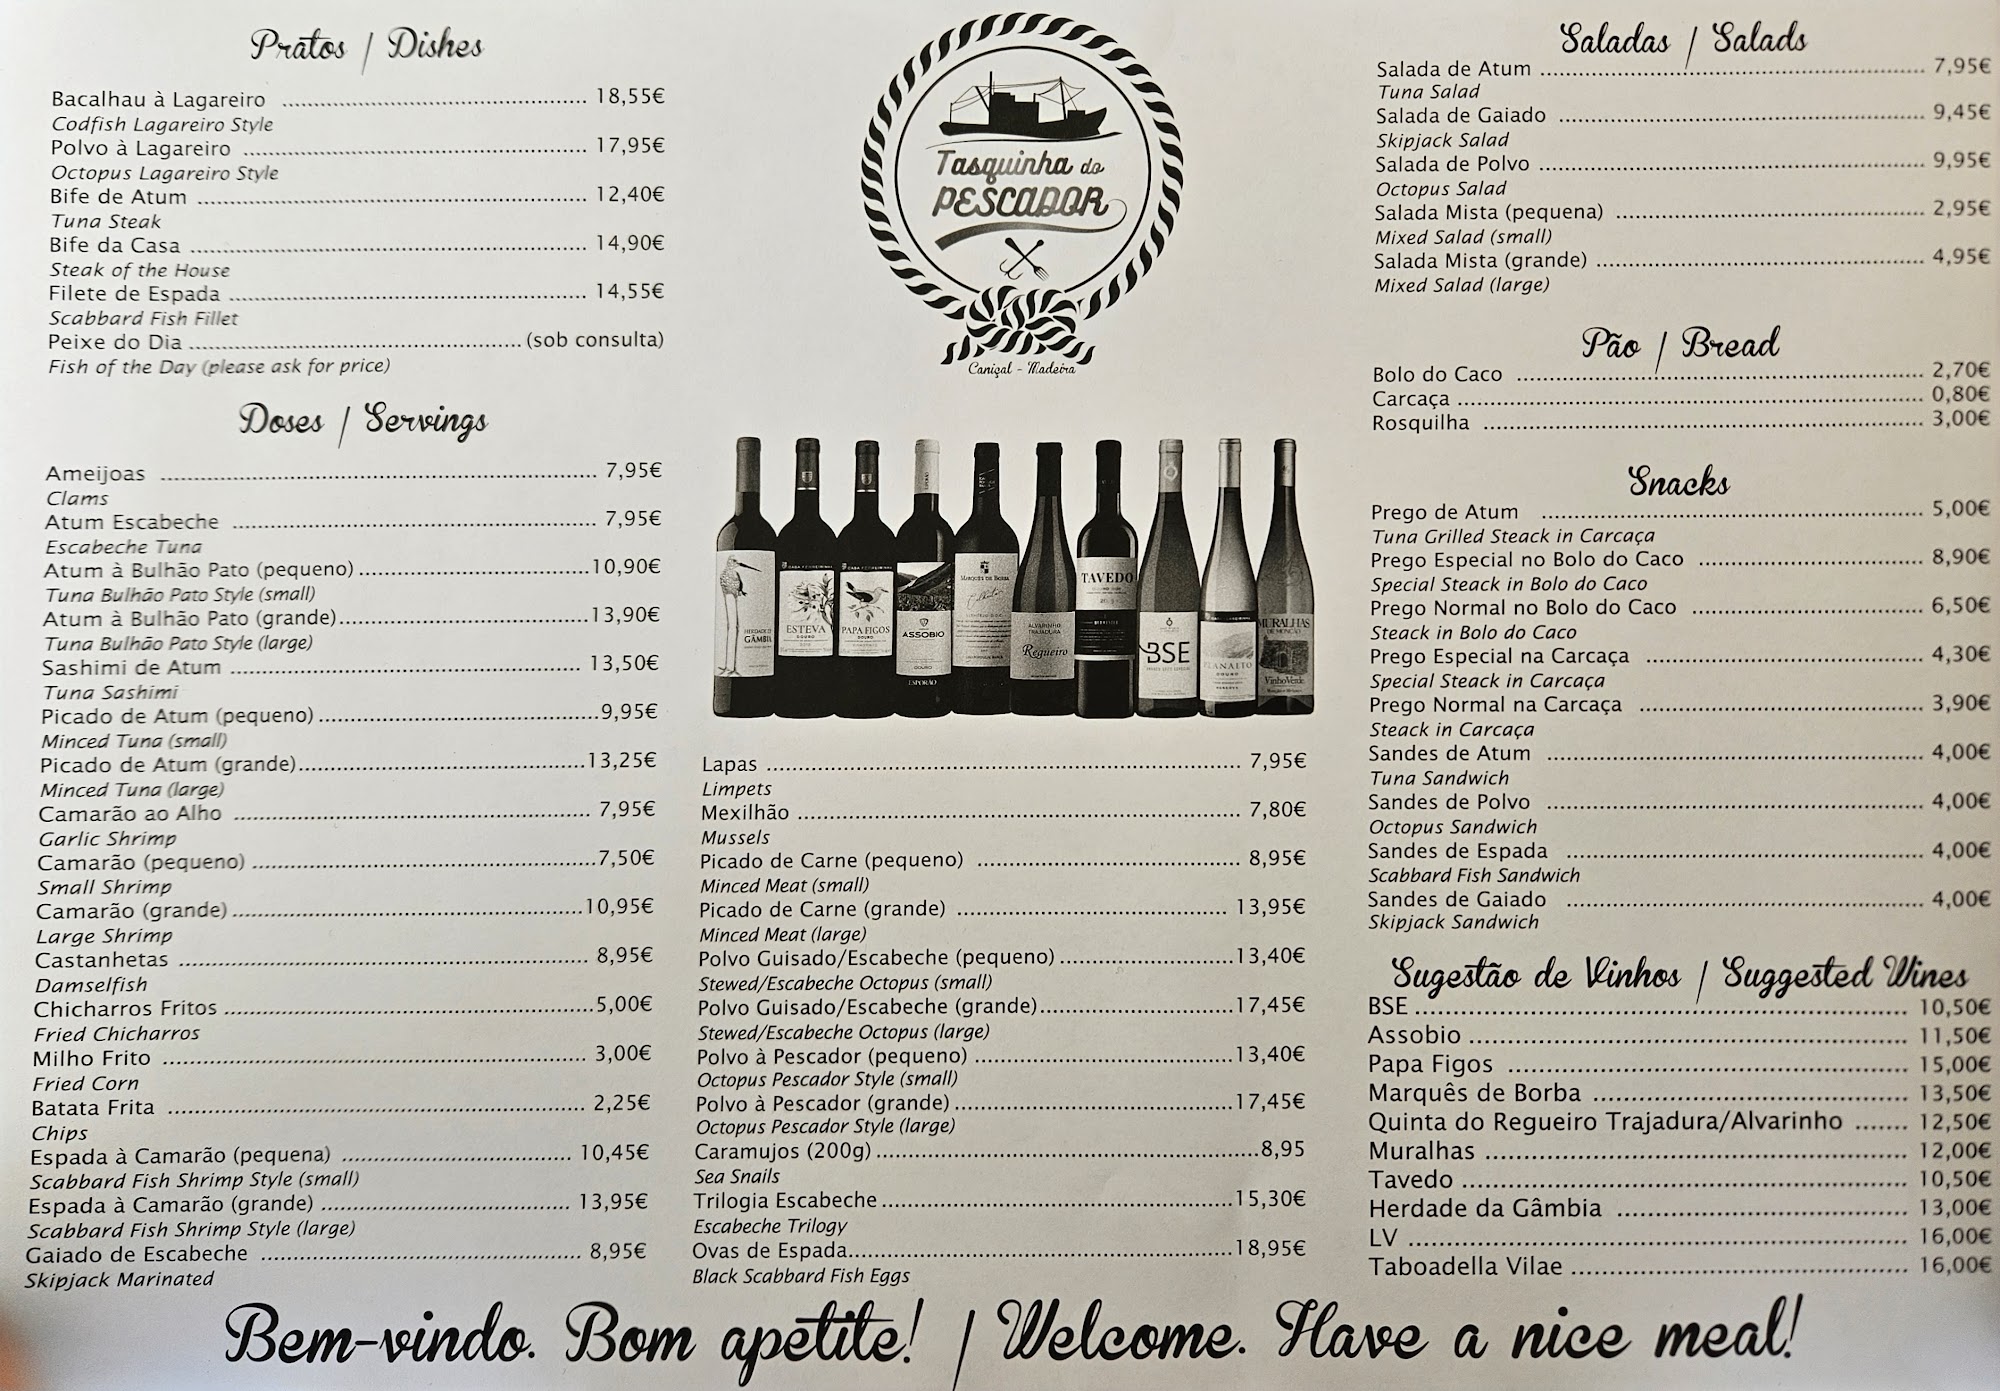 Pratos / Dishes
Bacalhau à Lagareiro ........ 18,55€
Codfish Lagareiro Style
Polvo à Lagareiro ........ 17,95€
Octopus Lagareiro Style
Bife de Atum ........ 12,40€
Tuna Steak
Bife da Casa ........ 14,90€
Steak of the House
Filete de Espada ........ 14,55€
Scabbard Fish Fillet
Peixe do Dia ........ (sob consulta)
Fish of the Day (please ask for price)
Doses / Servings
Ameijoas ........ 7,95€
Clams
Atum Escabeche ........ 7,95€
Escabeche Tuna
Atum à Bulhão Pato (pequeno) ........ 10,90€
Tuna Bulhão Pato Style (small)
Atum à Bulhão Pato (grande) ........ 13,90€
Tuna Bulhão Pato Style (large)
Sashimi de Atum ........ 13,50€
Tuna Sashimi
Picado de Atum (pequeno) ........ 9,95€
Minced Tuna (small)
Picado de Atum (grande) ........ 13,25€
Minced Tuna (large)
Camarão ao Alho ........ 7,95€
Garlic Shrimp
Camarão (pequeno) ........ 7,50€
Small Shrimp
Camarão (grande) ........ 10,95€
Large Shrimp
Castanhetas ........ 8,95€
Damselfish
Chicharros Fritos ........ 5,00€
Fried Chicharros
Milho Frito ........ 3,00€
Fried Corn
Batata Frita ........ 2,25€
Chips
Espada à Camarão (pequena) ........ 10,45€
Scabbard Fish Shrimp Style (small)
Espada à Camarão (grande) ........ 13,95€
Scabbard Fish Shrimp Style (large)
Gaiado de Escabeche ........ 8,95€
Skipjack Marinated
Tasquinha do
PESCADOR
Caniçal - Madeira
HERDADE D
GÂMBIA
CASA FERREIRINHA
ESTEVA
DOURO
CASA FERREIRINHA
PAPA FIGOS
DOURO
ASSOBIO
DOURO
ESPORÃO
MARQUÊS DE BORBA
ALVARINHO
TRAJADURA
Regueiro
TAVEDO
BSE
PLANALTO
DOURO
MURALHAS
DE MONÇÃO
Vinho Verde
Lapas ........ 7,95€
Limpets
Mexilhão ........ 7,80€
Mussels
Picado de Carne (pequeno) ........ 8,95€
Minced Meat (small)
Picado de Carne (grande) ........ 13,95€
Minced Meat (large)
Polvo Guisado/Escabeche (pequeno) ........ 13,40€
Stewed/Escabeche Octopus (small)
Polvo Guisado/Escabeche (grande) ........ 17,45€
Stewed/Escabeche Octopus (large)
Polvo à Pescador (pequeno) ........ 13,40€
Octopus Pescador Style (small)
Polvo à Pescador (grande) ........ 17,45€
Octopus Pescador Style (large)
Caramujos (200g) ........ 8,95
Sea Snails
Trilogia Escabeche ........ 15,30€
Escabeche Trilogy
Ovas de Espada ........ 18,95€
Black Scabbard Fish Eggs
Saladas / Salads
Salada de Atum ........ 7,95€
Tuna Salad
Salada de Gaiado ........ 9,45€
Skipjack Salad
Salada de Polvo ........ 9,95€
Octopus Salad
Salada Mista (pequena) ........ 2,95€
Mixed Salad (small)
Salada Mista (grande) ........ 4,95€
Mixed Salad (large)
Pão / Bread
Bolo do Caco ........ 2,70€
Carcaça ........ 0,80€
Rosquilha ........ 3,00€
Snacks
Prego de Atum ........ 5,00€
Tuna Grilled Steack in Carcaça
Prego Especial no Bolo do Caco ........ 8,90€
Special Steack in Bolo do Caco
Prego Normal no Bolo do Caco ........ 6,50€
Steack in Bolo do Caco
Prego Especial na Carcaça ........ 4,30€
Special Steack in Carcaça
Prego Normal na Carcaça ........ 3,90€
Steack in Carcaça
Sandes de Atum ........ 4,00€
Tuna Sandwich
Sandes de Polvo ........ 4,00€
Octopus Sandwich
Sandes de Espada ........ 4,00€
Scabbard Fish Sandwich
Sandes de Gaiado ........ 4,00€
Skipjack Sandwich
Sugestão de Vinhos / Suggested Wines
BSE ........ 10,50€
Assobio ........ 11,50€
Papa Figos ........ 15,00€
Marquês de Borba ........ 13,50€
Quinta do Regueiro Trajadura/Alvarinho ....... 12,50€
Muralhas ........ 12,00€
Tavedo ........ 10,50€
Herdade da Gâmbia ........ 13,00€
LV ........ 16,00€
Taboadella Vilae ........ 16,00€
Bem-vindo. Bom apetite! / Welcome. Have a nice meal!